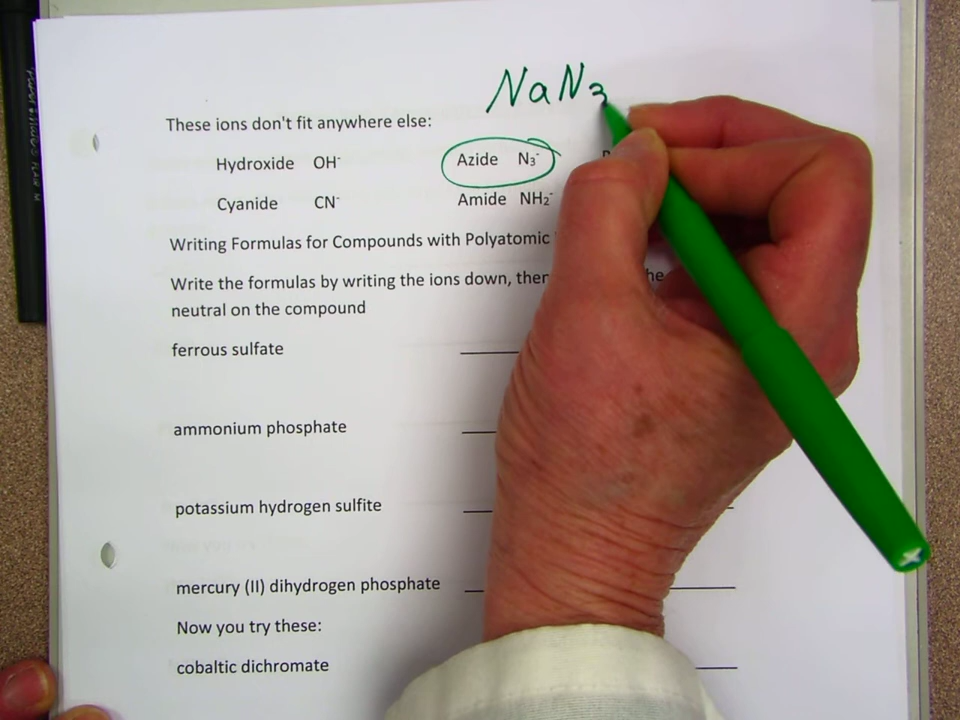 NaN3
These ions don't fit anywhere else:
Hydroxide OH- Azide N3-
Cyanide CN- Amide NH2-
Writing Formulas for Compounds with Polyatomic
Write the formulas by writing the ions down, then he
neutral on the compound
ferrous sulfate
ammonium phosphate
potassium hydrogen sulfite
mercury (II) dihydrogen phosphate
Now you try these:
cobaltic dichromate